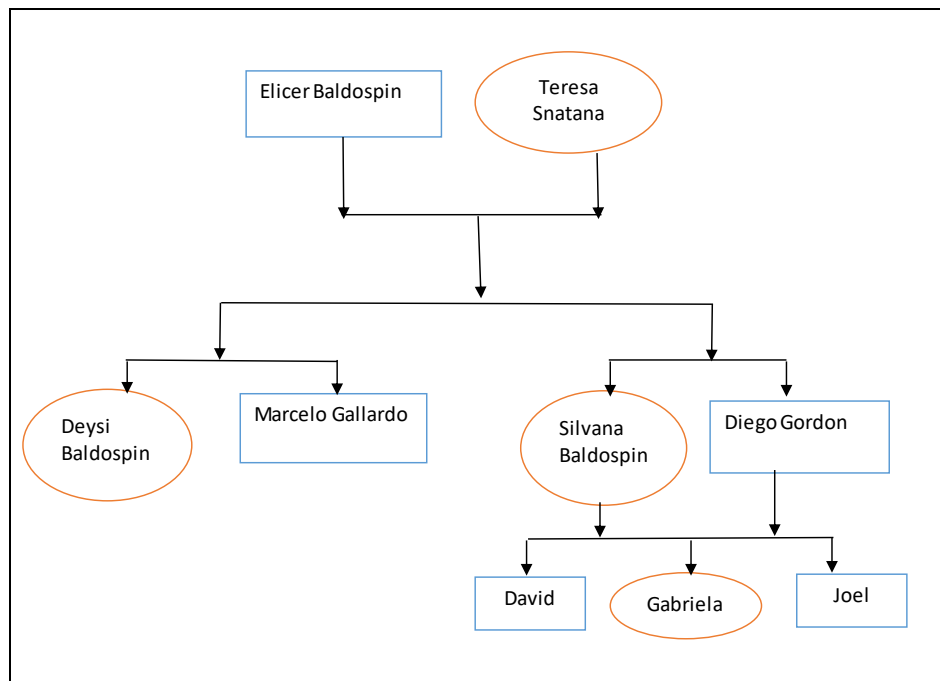 Elicer Baldospin
Teresa
Snatana
Deysi
Baldospin
Marcelo Gallardo
Silvana
Baldospin
Diego Gordon
David
Gabriela
Joel